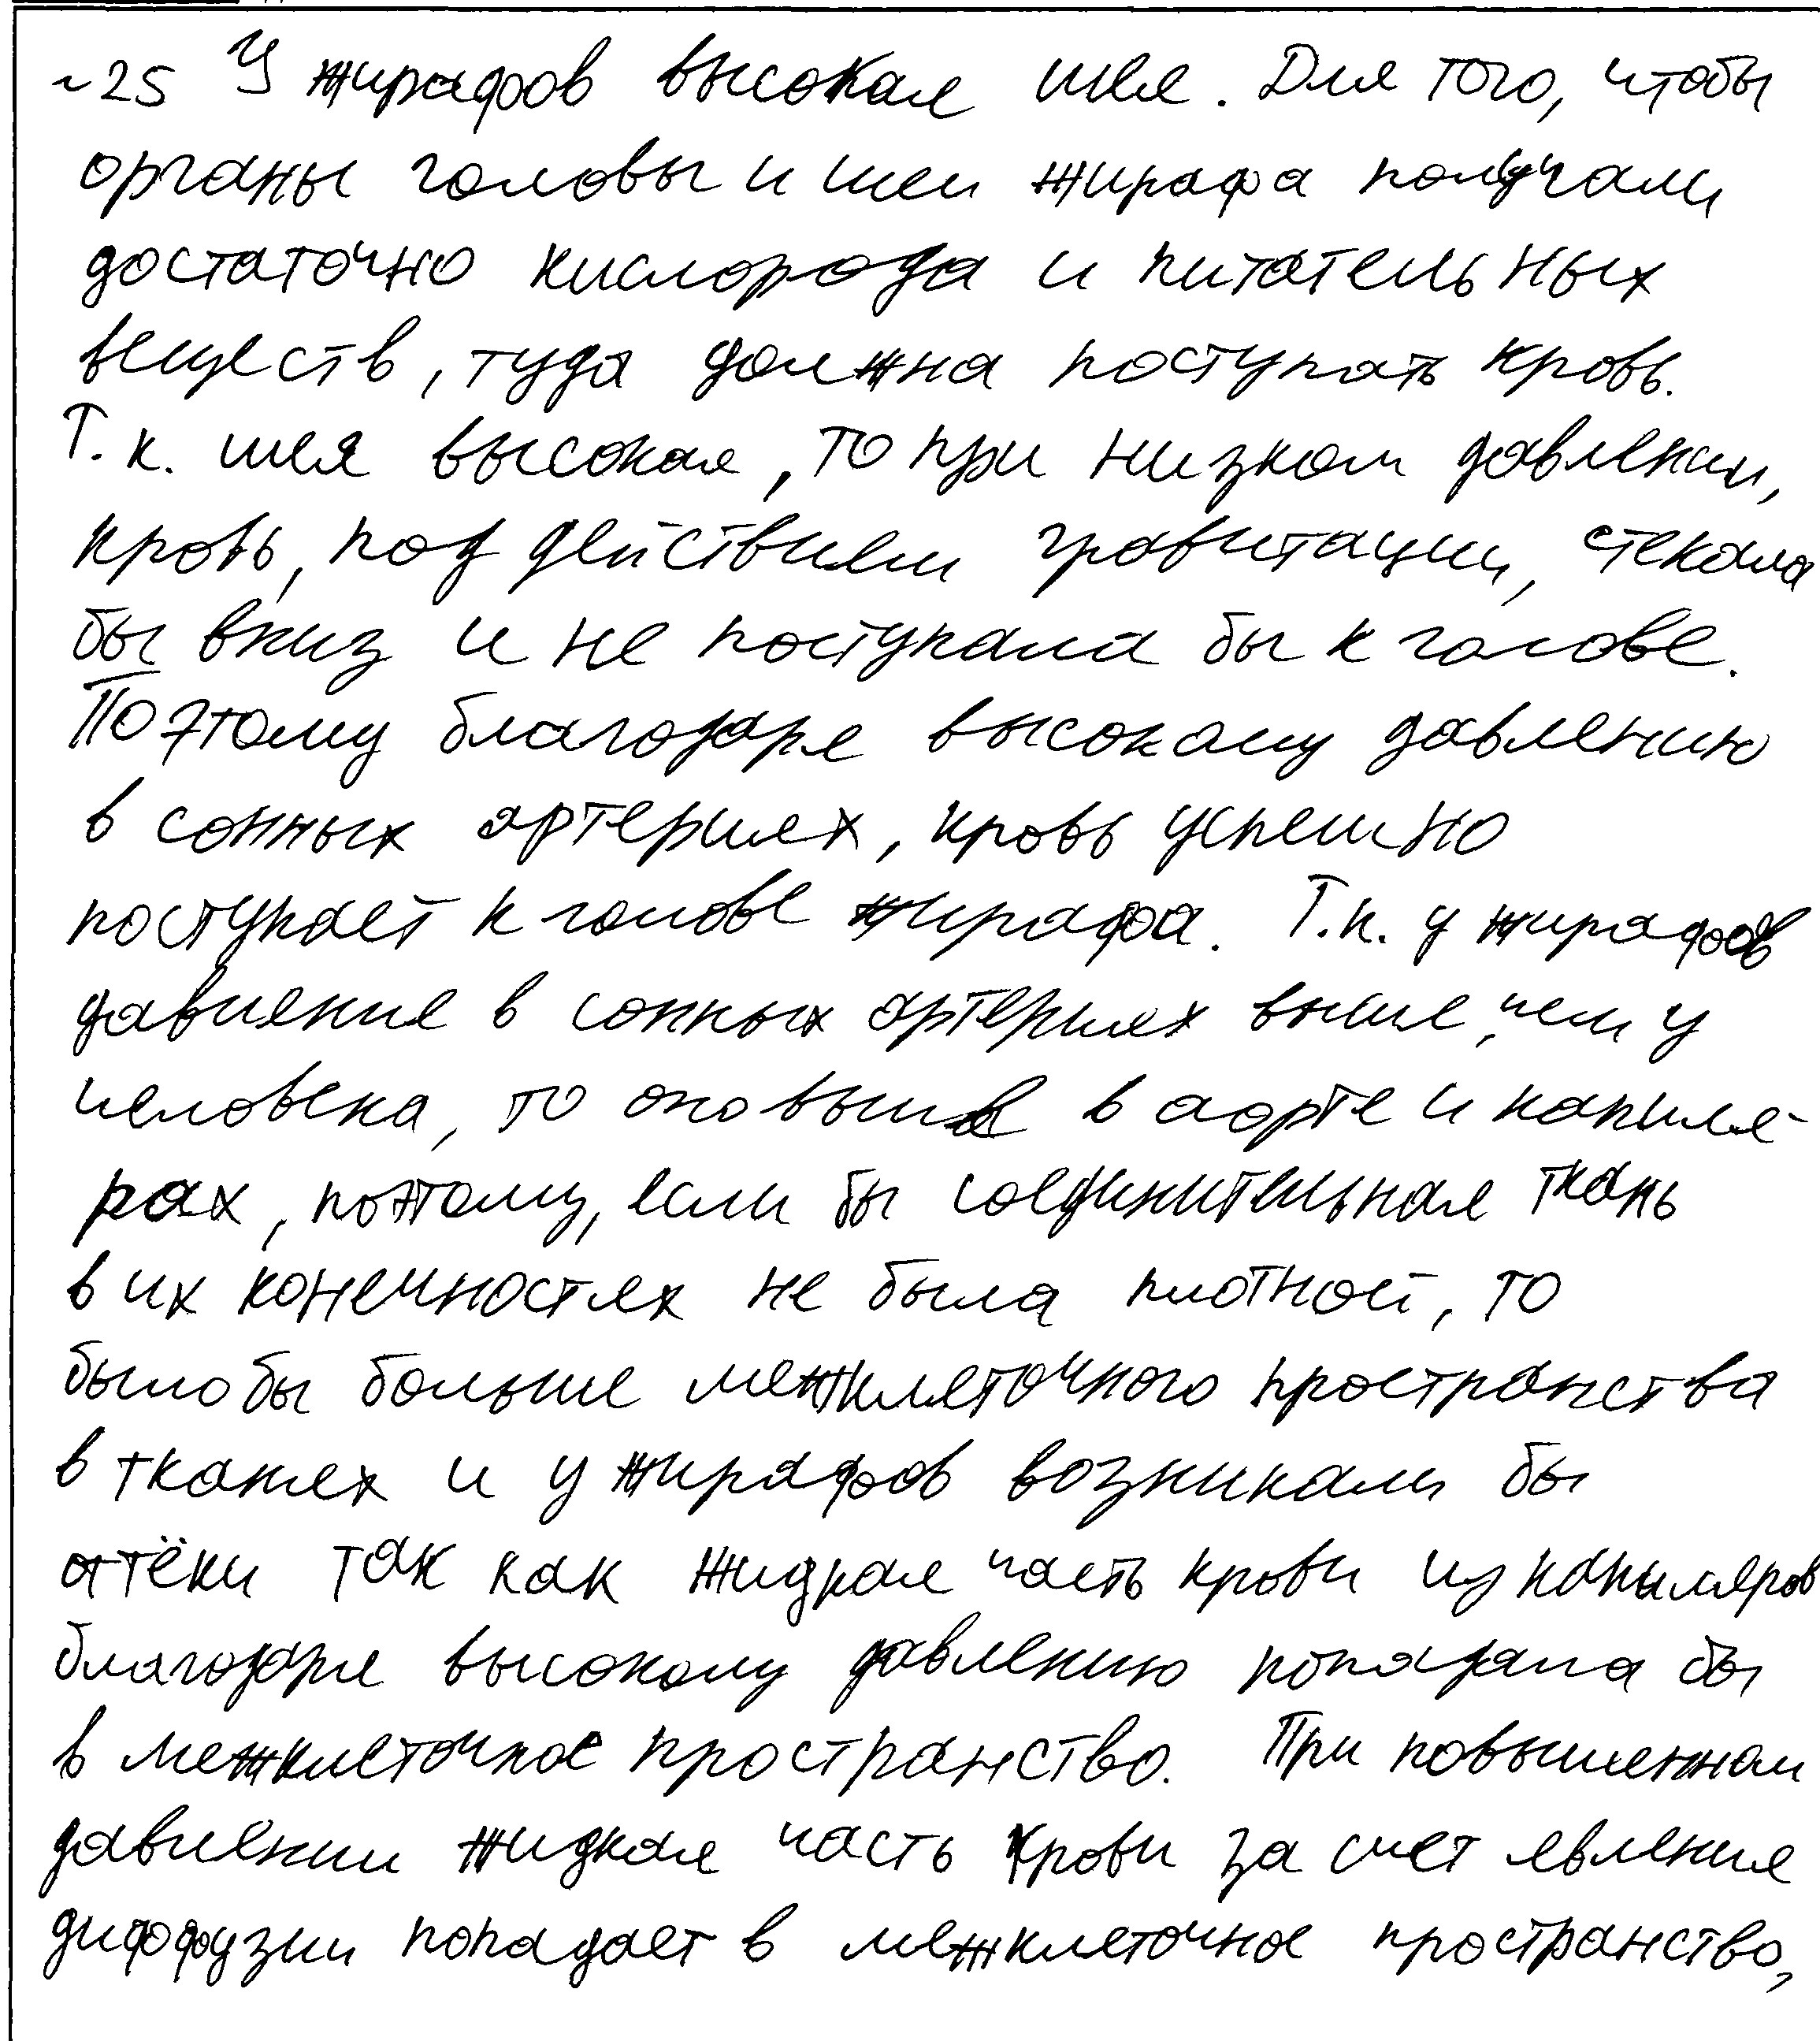 ~25 У жирафов высокая шея. Для того, чтобы
органы головы и шеи жирафа получали
достаточно кислорода и питательных
веществ, туда должна поступать кровь.
Т.к. шея высокая, то при низком давлении,
кровь, под действием гравитации, стекала
бы вниз и не поступала бы к голове.
Поэтому благодаря высокому давлению
в сонных артериях, кровь успешно
поступает к голове жирафа. Т.к. у жирафов
давление в сонных артериях выше, чем у
человека, то оно выше в аорте и капиля-
рах, поэтому, если бы соединительная ткань
в их конечностях не была плотной, то
было бы больше межклеточного пространства
в тканях и у жирафов возникали бы
отёки так как жидкая часть крови из капиляров
благодаря высокому давлению попадала бы
в межклеточное пространство. При повышенном
давлении жидкая часть крови за счет явления
диффузии попадает в межклеточное пространство,